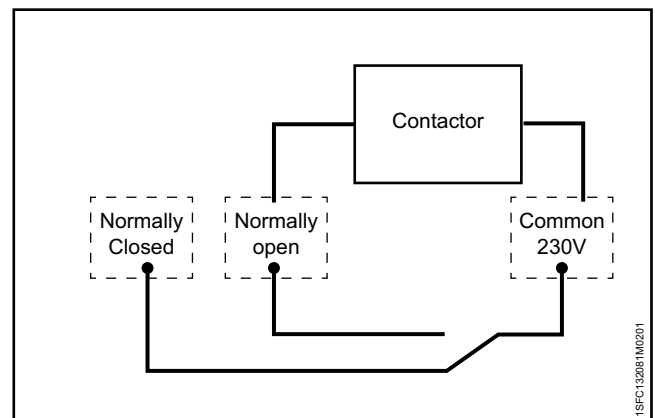 Contactor
Normally
Closed
Normally
open
Common
230V
1SFC132081M0201